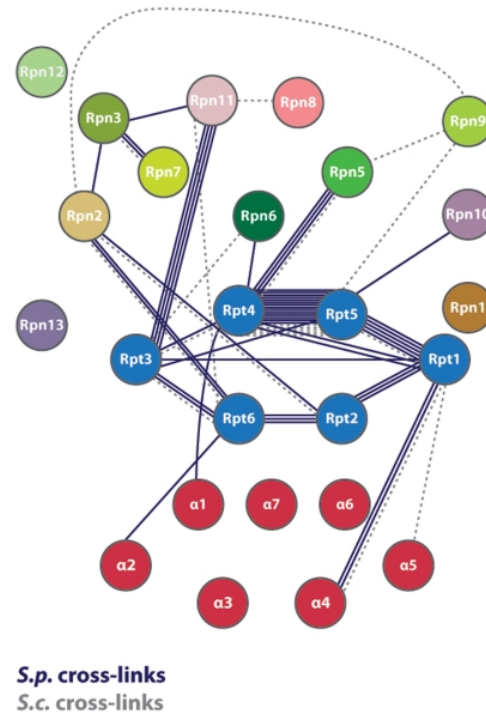 Rpn12
Rpn3
Rpn11
Rpn8
Rpn9
Rpn7
Rpn5
Rpn2
Rpn6
Rpn10
Rpn13
Rpt4
Rpt5
Rpn1
Rpt3
Rpt1
Rpt6
Rpt2
α1
α7
α6
α2
α5
α3
α4
S.p. cross-links
S.c. cross-links